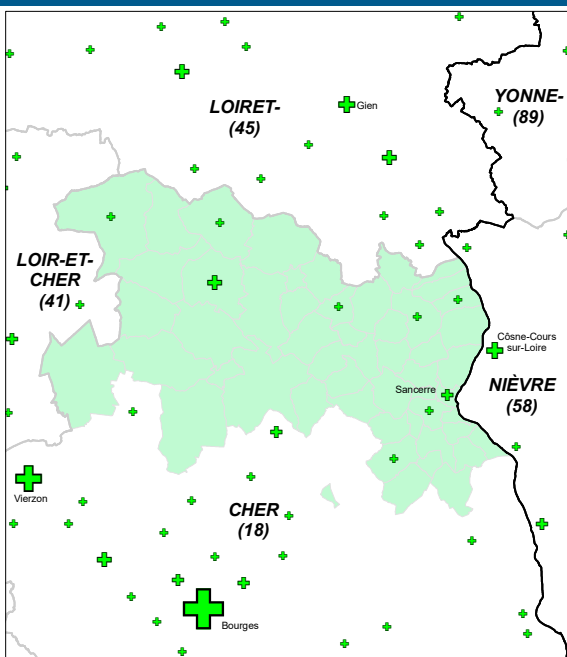 LOIRET-
(45)
Gien
YONNE-
(89)
LOIR-ET-
CHER
(41)
Côsne-Cours
sur-Loire
Sancerre
NIÈVRE
(58)
Vierzon
CHER
(18)
Bourges